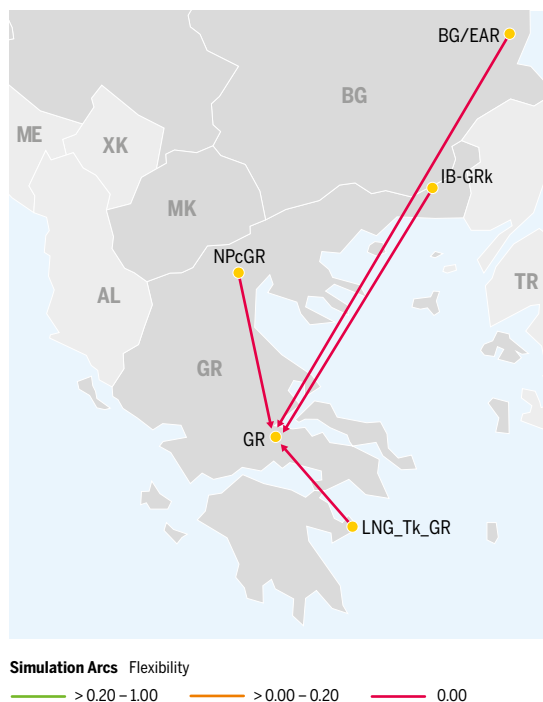 BG/EAR
BG
ME
XK
IB-GRk
MK
NPcGR
TR
AL
GR
GR
LNG_Tk_GR
Simulation Arcs Flexibility
> 0.20 – 1.00 > 0.00 – 0.20 0.00